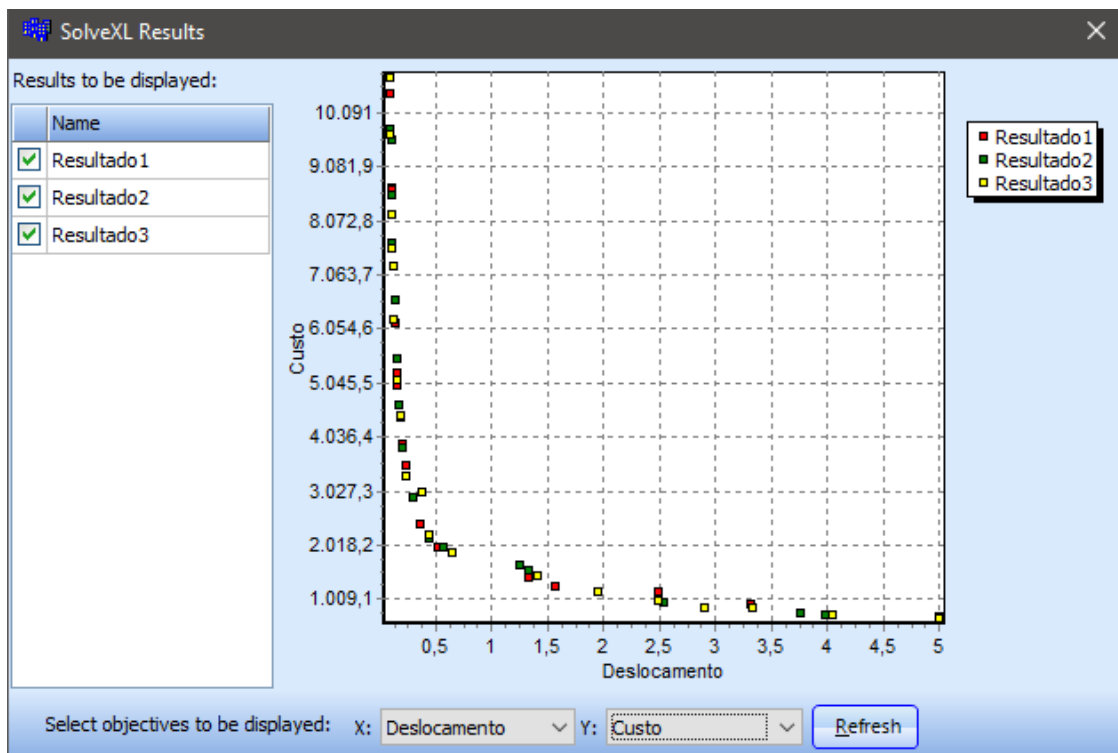 SolveXL Results
Results to be displayed:
Name
Resultado1
Resultado2
Resultado3
Custo
10.091
9.081,9
8.072,8
7.063,7
6.054,6
5.045,5
4.036,4
3.027,3
2.018,2
1.009,1
0,5 1 1,5 2 2,5 3 3,5 4 4,5 5
Deslocamento
Resultado1
Resultado2
Resultado3
Select objectives to be displayed: X: Deslocamento Y: Custo Refresh